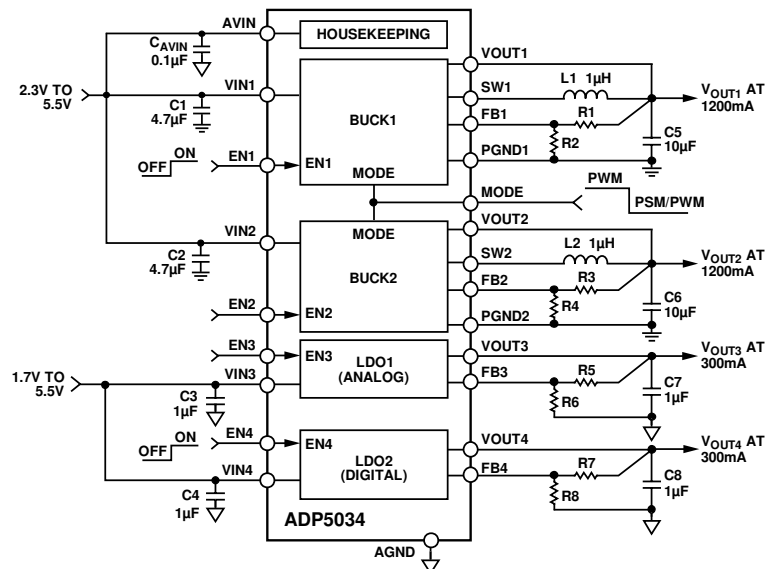 AVIN
HOUSEKEEPING
C_AVIN
0.1µF
2.3V TO
5.5V
VIN1
C1
4.7µF
ON
OFF
EN1
EN1
BUCK1
MODE
VOUT1
SW1
L1 1µH
FB1
R1
R2
PGND1
V_OUT1 AT
1200mA
C5
10µF
MODE
PWM
PSM/PWM
VIN2
C2
4.7µF
EN2
EN2
MODE
BUCK2
VOUT2
SW2
L2 1µH
FB2
R3
R4
PGND2
V_OUT2 AT
1200mA
C6
10µF
EN3
EN3
LDO1
(ANALOG)
1.7V TO
5.5V
VIN3
C3
1µF
VOUT3
FB3
R5
R6
V_OUT3 AT
300mA
C7
1µF
ON
OFF
EN4
EN4
LDO2
(DIGITAL)
VIN4
C4
1µF
VOUT4
FB4
R7
R8
V_OUT4 AT
300mA
C8
1µF
ADP5034
AGND